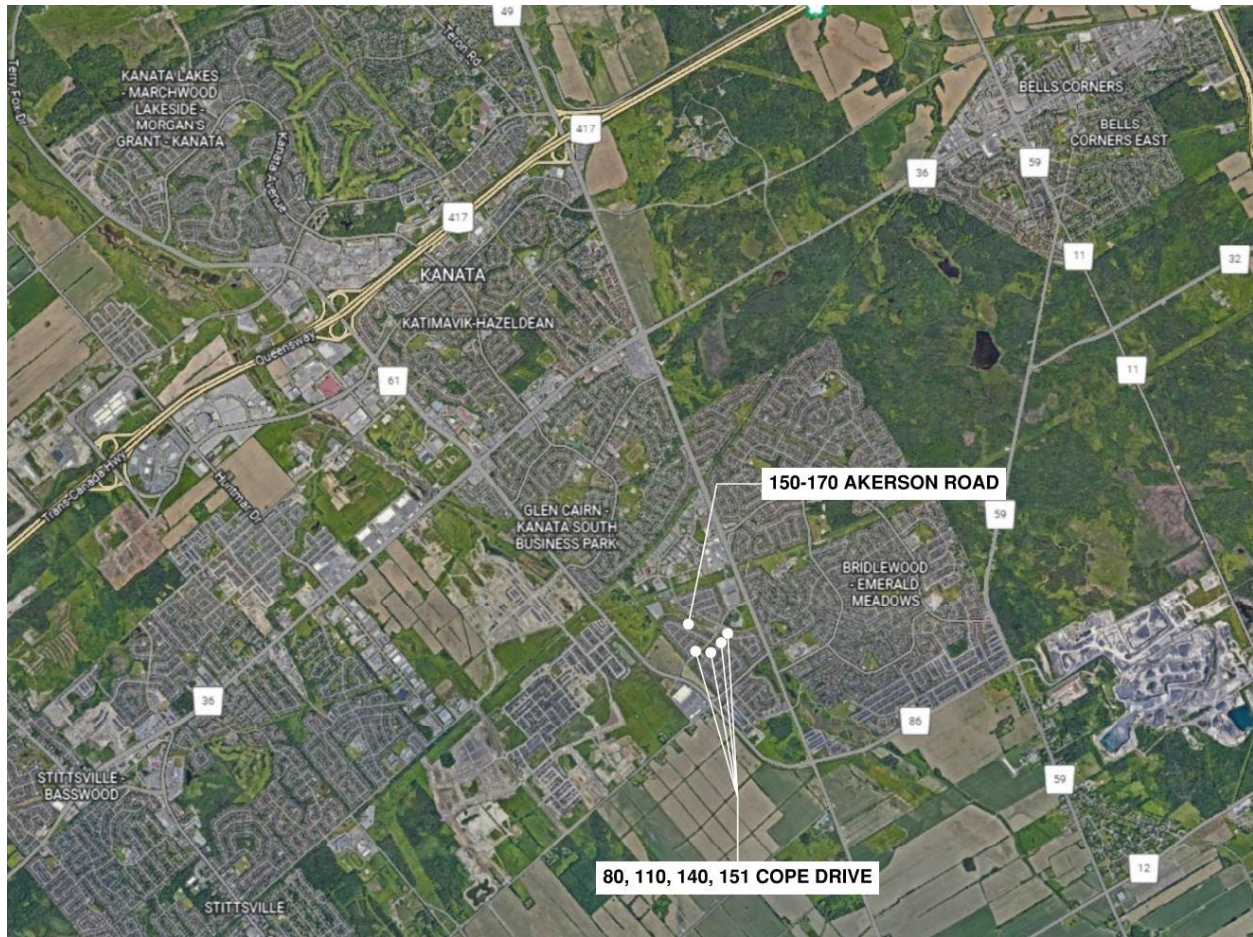 49
Teron Rd
Terry Fox Dr
KANATA LAKES
- MARCHWOOD
LAKESIDE -
MORGAN'S
GRANT - KANATA
Kanata Avenue
417
BELLS CORNERS
BELLS
CORNERS EAST
59
36
417
11
32
KANATA
KATIMAVIK-HAZELDEAN
Queensway
61
11
Trans-Canada Hwy
Huntmar Dr
150-170 AKERSON ROAD
GLEN CAIRN -
KANATA SOUTH
BUSINESS PARK
59
BRIDLEWOOD
- EMERALD
MEADOWS
36
86
STITTSVILLE -
BASSWOOD
59
12
80, 110, 140, 151 COPE DRIVE
STITTSVILLE